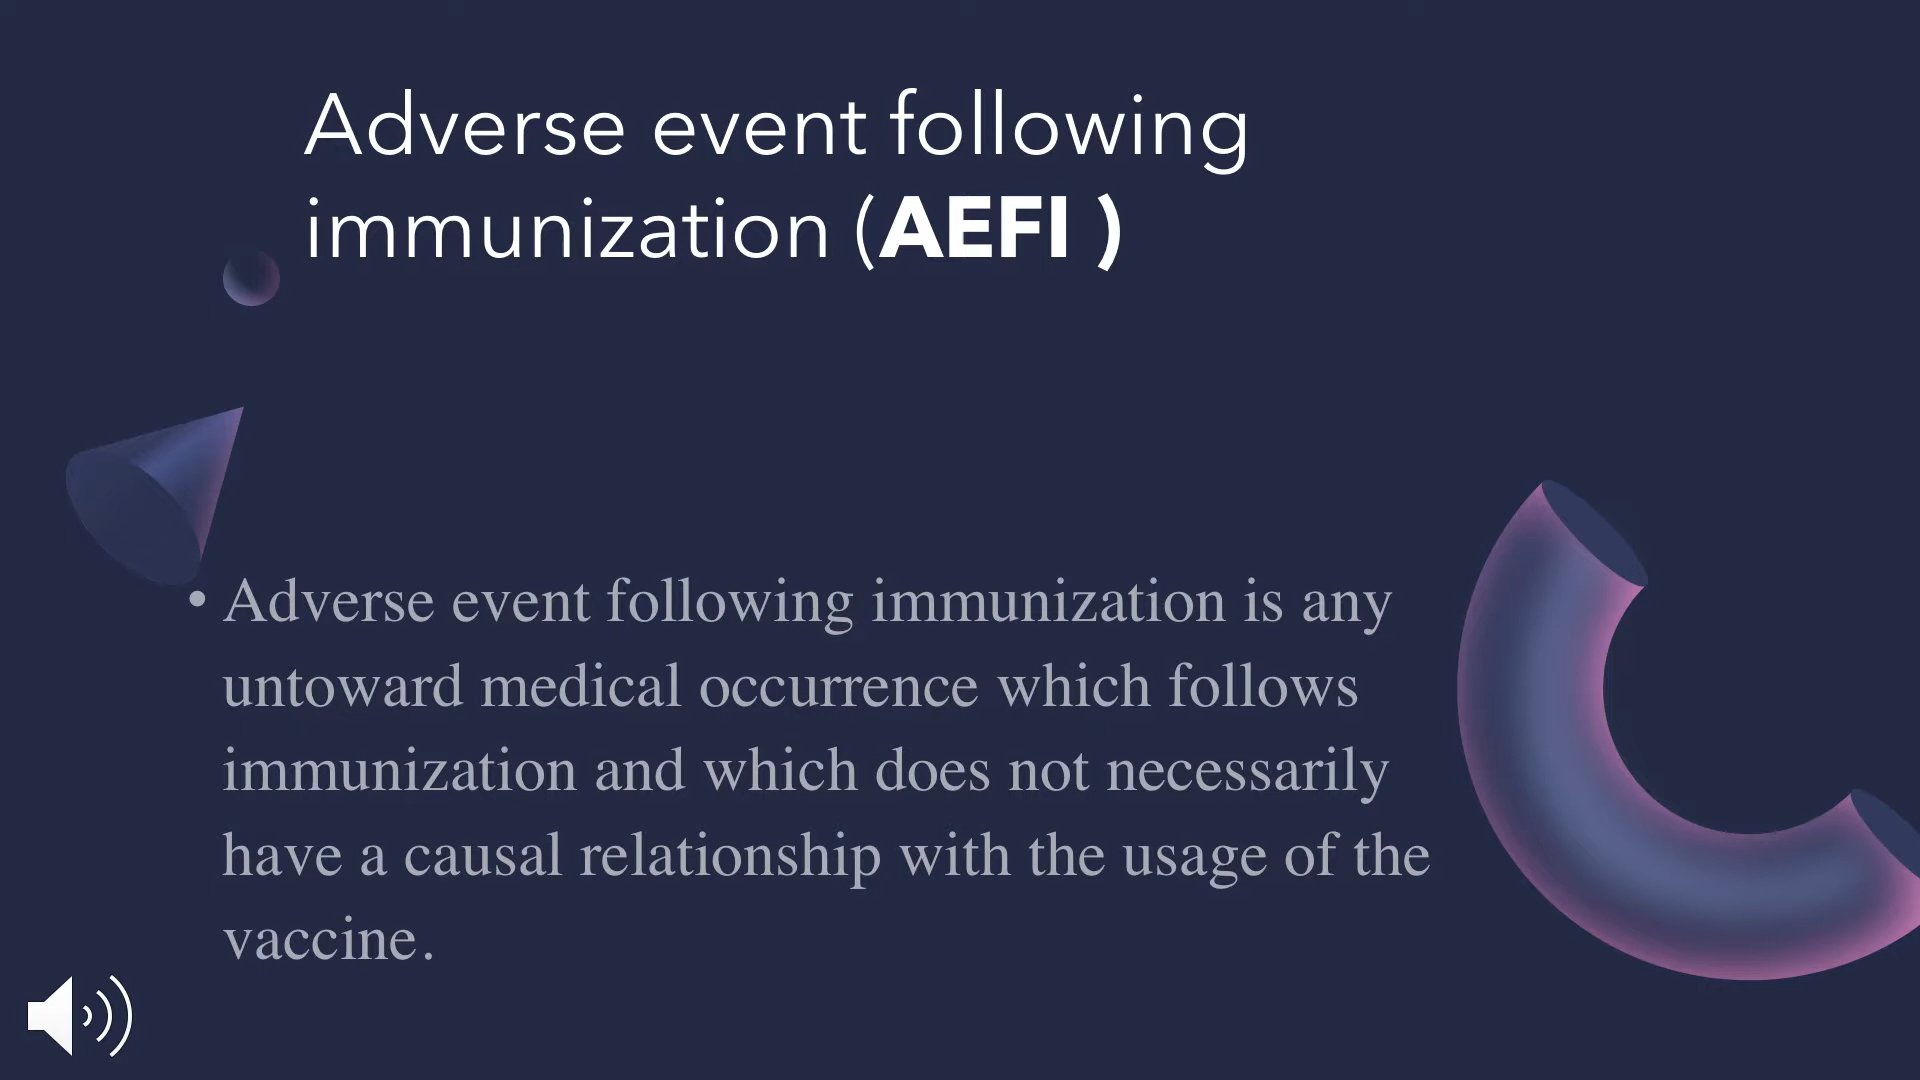 Adverse event following
immunization (AEFI )
• Adverse event following immunization is any
untoward medical occurrence which follows
immunization and which does not necessarily
have a causal relationship with the usage of the
vaccine.